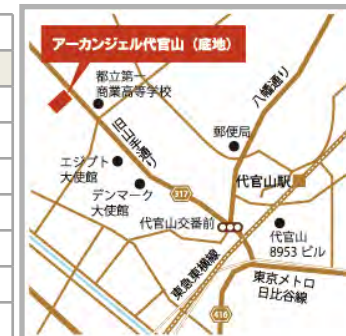 アーカンジェル代官山（底地）
都立第一
商業高等学校
八幡通り
旧山手通り
郵便局
エジプト
大使館
317
代官山駅
デンマーク
大使館
代官山交番前
代官山
8953 ビル
東急東横線
東京メトロ
日比谷線
416